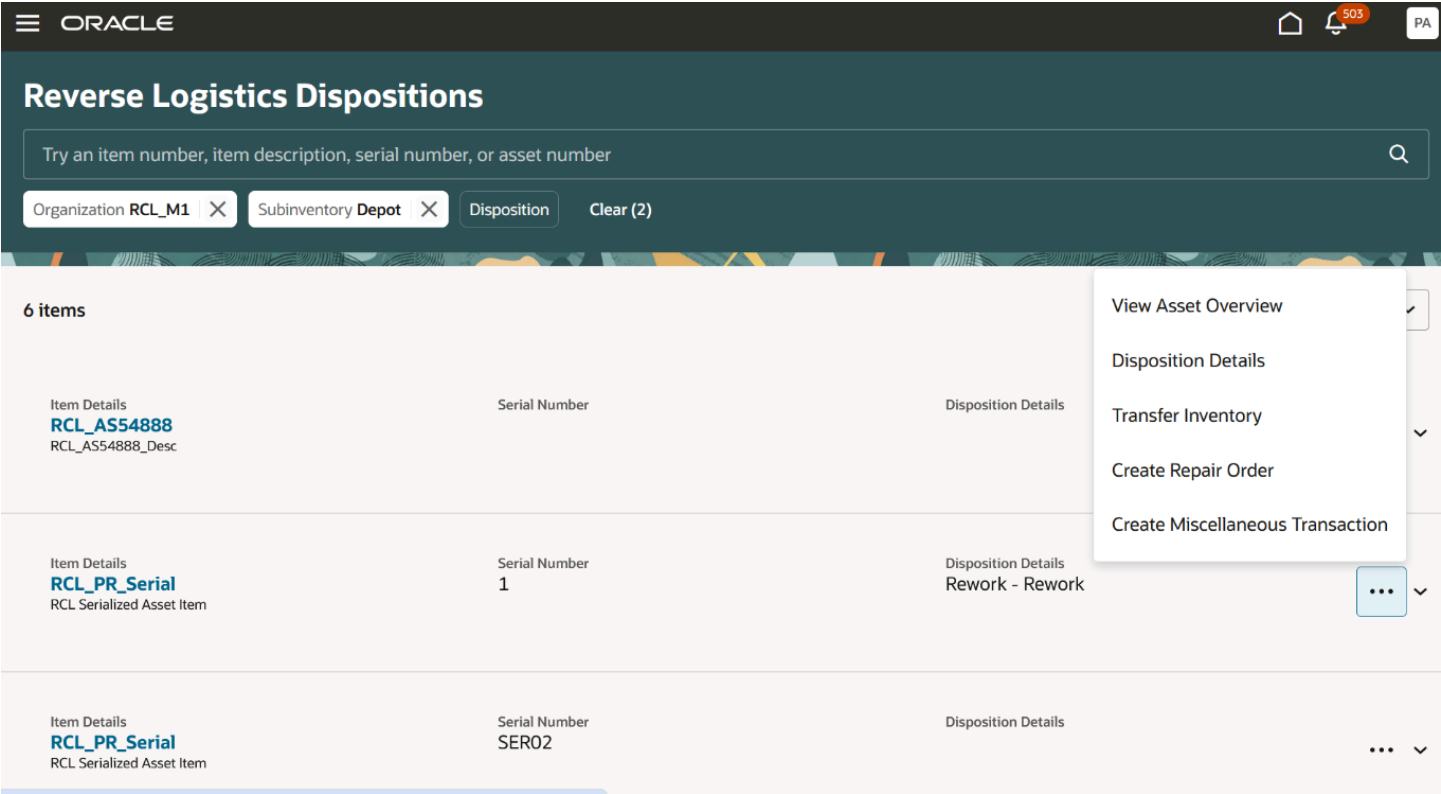 ORACLE
503
PA
Reverse Logistics Dispositions
Try an item number, item description, serial number, or asset number
Organization RCL_M1
Subinventory Depot
Disposition
Clear (2)
6 items
View Asset Overview
Disposition Details
Transfer Inventory
Create Repair Order
Create Miscellaneous Transaction
Item Details
RCL_AS54888
RCL_AS54888_Desc
Serial Number
Disposition Details
Item Details
RCL_PR_Serial
RCL Serialized Asset Item
Serial Number
1
Disposition Details
Rework - Rework
Item Details
RCL_PR_Serial
RCL Serialized Asset Item
Serial Number
SER02
Disposition Details